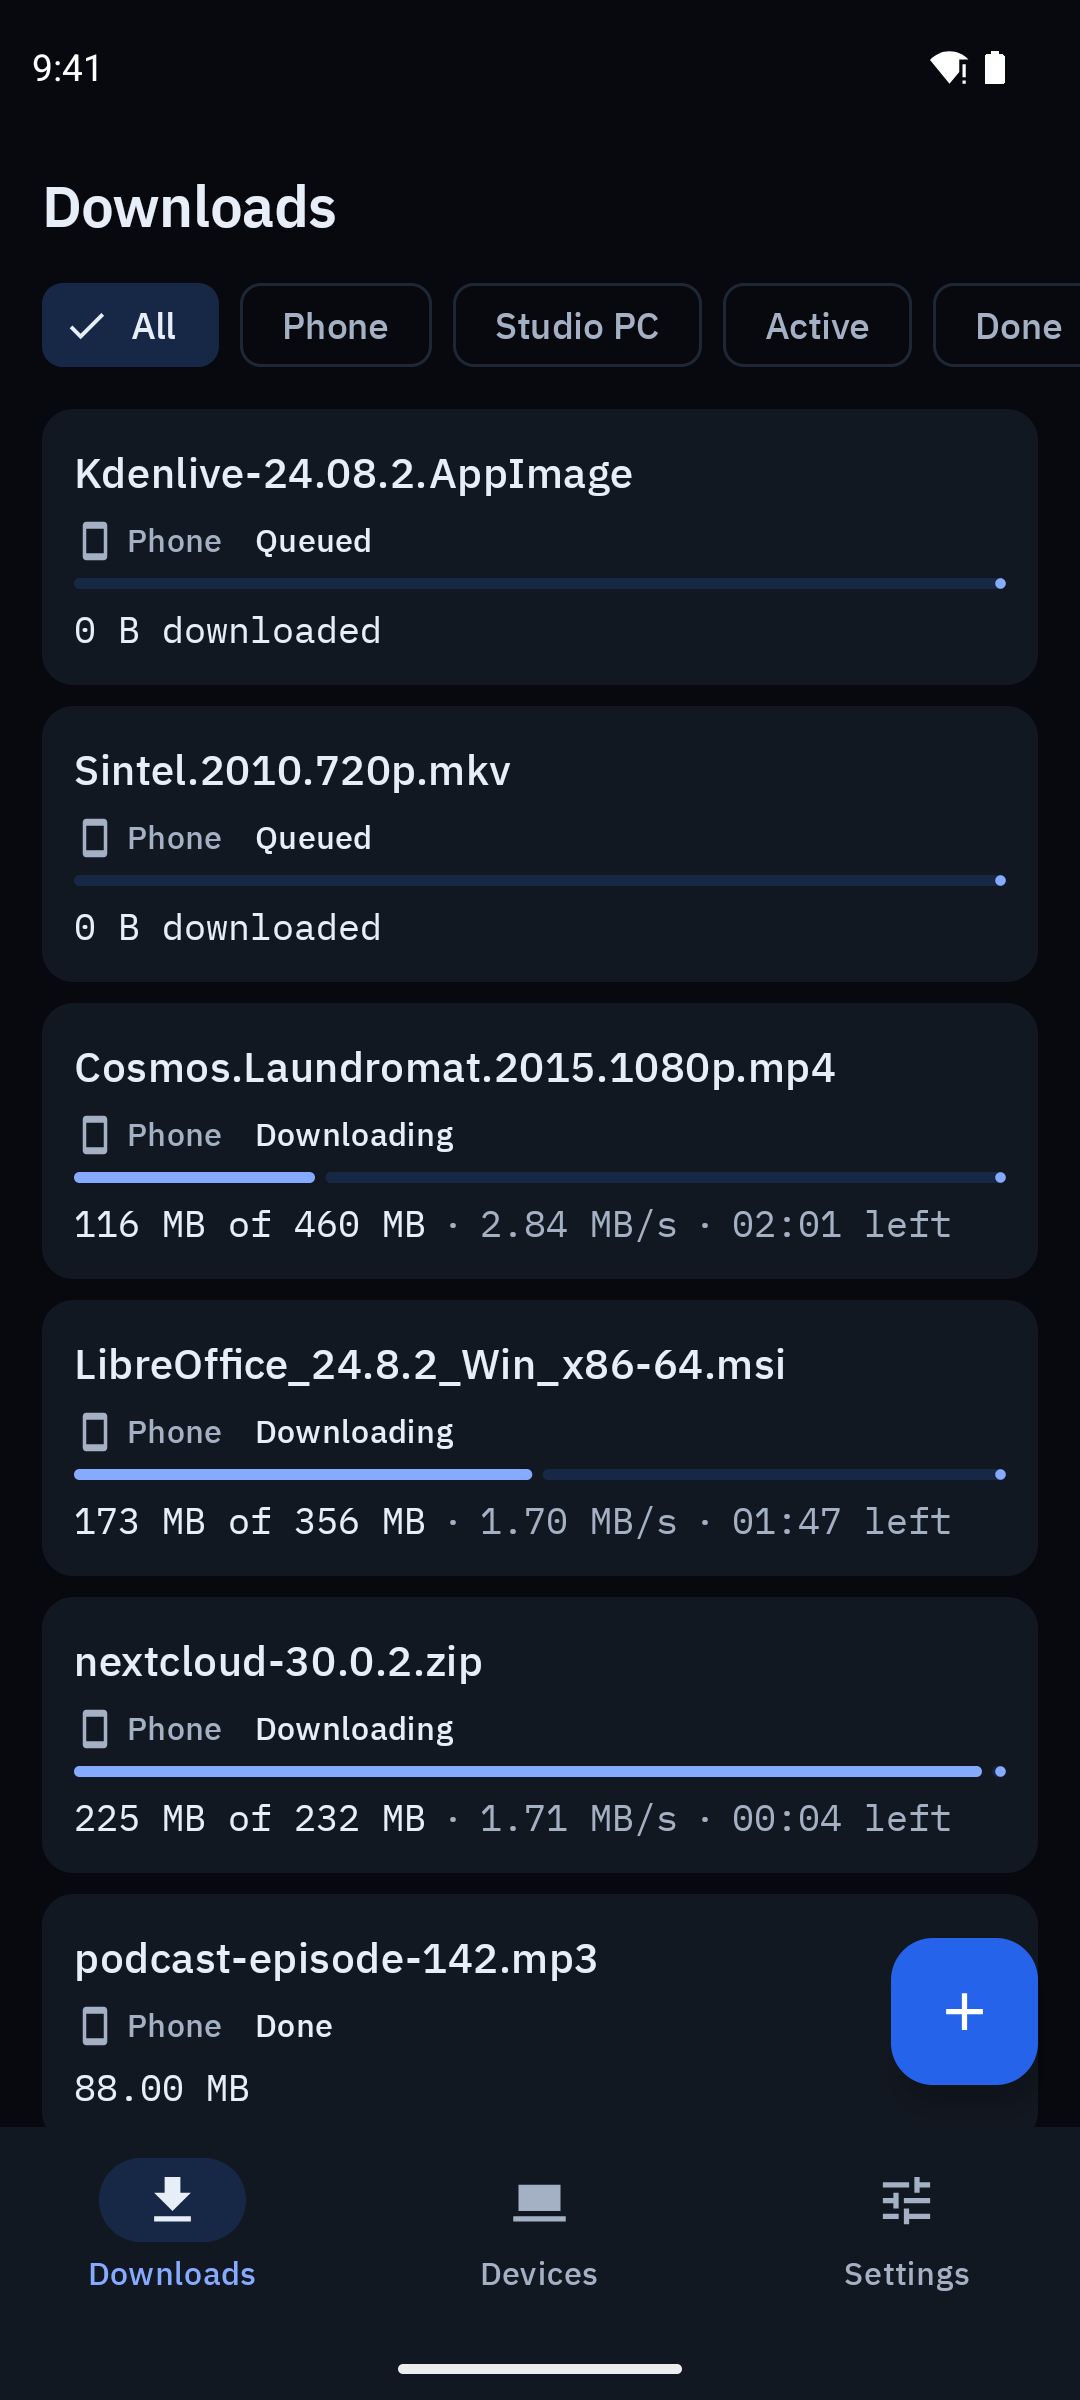 9:41
Downloads
All Phone Studio PC Active Done
Kdenlive-24.08.2.AppImage
Phone Queued
0 B downloaded
Sintel.2010.720p.mkv
Phone Queued
0 B downloaded
Cosmos.Laundromat.2015.1080p.mp4
Phone Downloading
116 MB of 460 MB · 2.84 MB/s · 02:01 left
LibreOffice_24.8.2_Win_x86-64.msi
Phone Downloading
173 MB of 356 MB · 1.70 MB/s · 01:47 left
nextcloud-30.0.2.zip
Phone Downloading
225 MB of 232 MB · 1.71 MB/s · 00:04 left
podcast-episode-142.mp3
Phone Done
88.00 MB
Downloads Devices Settings